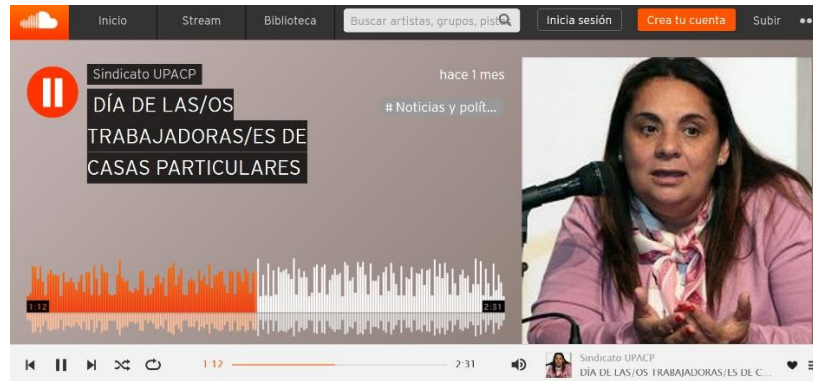 Inicio Stream Biblioteca Buscar artistas, grupos, pist Inicia sesión Crea tu cuenta Subir
Sindicato UPACP hace 1 mes
DÍA DE LAS/OS # Noticias y polít...
TRABAJADORAS/ES DE
CASAS PARTICULARES
1:12 2:31
1:12 2:31 Sindicato UPACP
DÍA DE LAS/OS TRABAJADORAS/ES DE C...